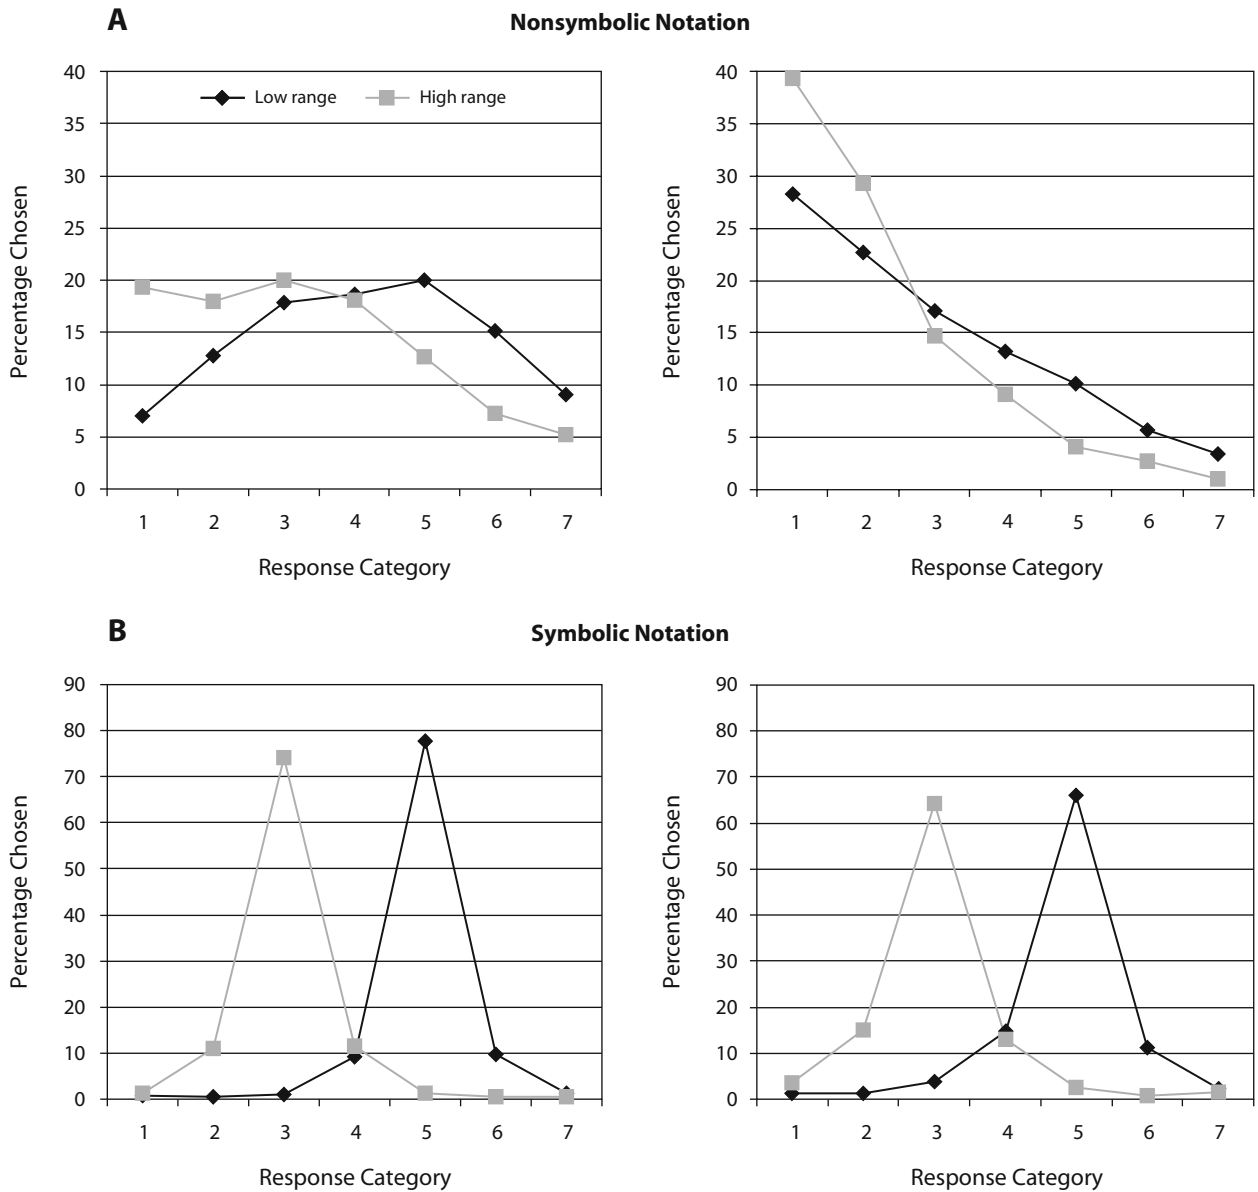 A
Nonsymbolic Notation
40
35
30
25
20
15
10
5
0
Percentage Chosen
Low range
High range
1 2 3 4 5 6 7
Response Category
40
35
30
25
20
15
10
5
0
Percentage Chosen
1 2 3 4 5 6 7
Response Category
B
Symbolic Notation
90
80
70
60
50
40
30
20
10
0
Percentage Chosen
1 2 3 4 5 6 7
Response Category
90
80
70
60
50
40
30
20
10
0
Percentage Chosen
1 2 3 4 5 6 7
Response Category